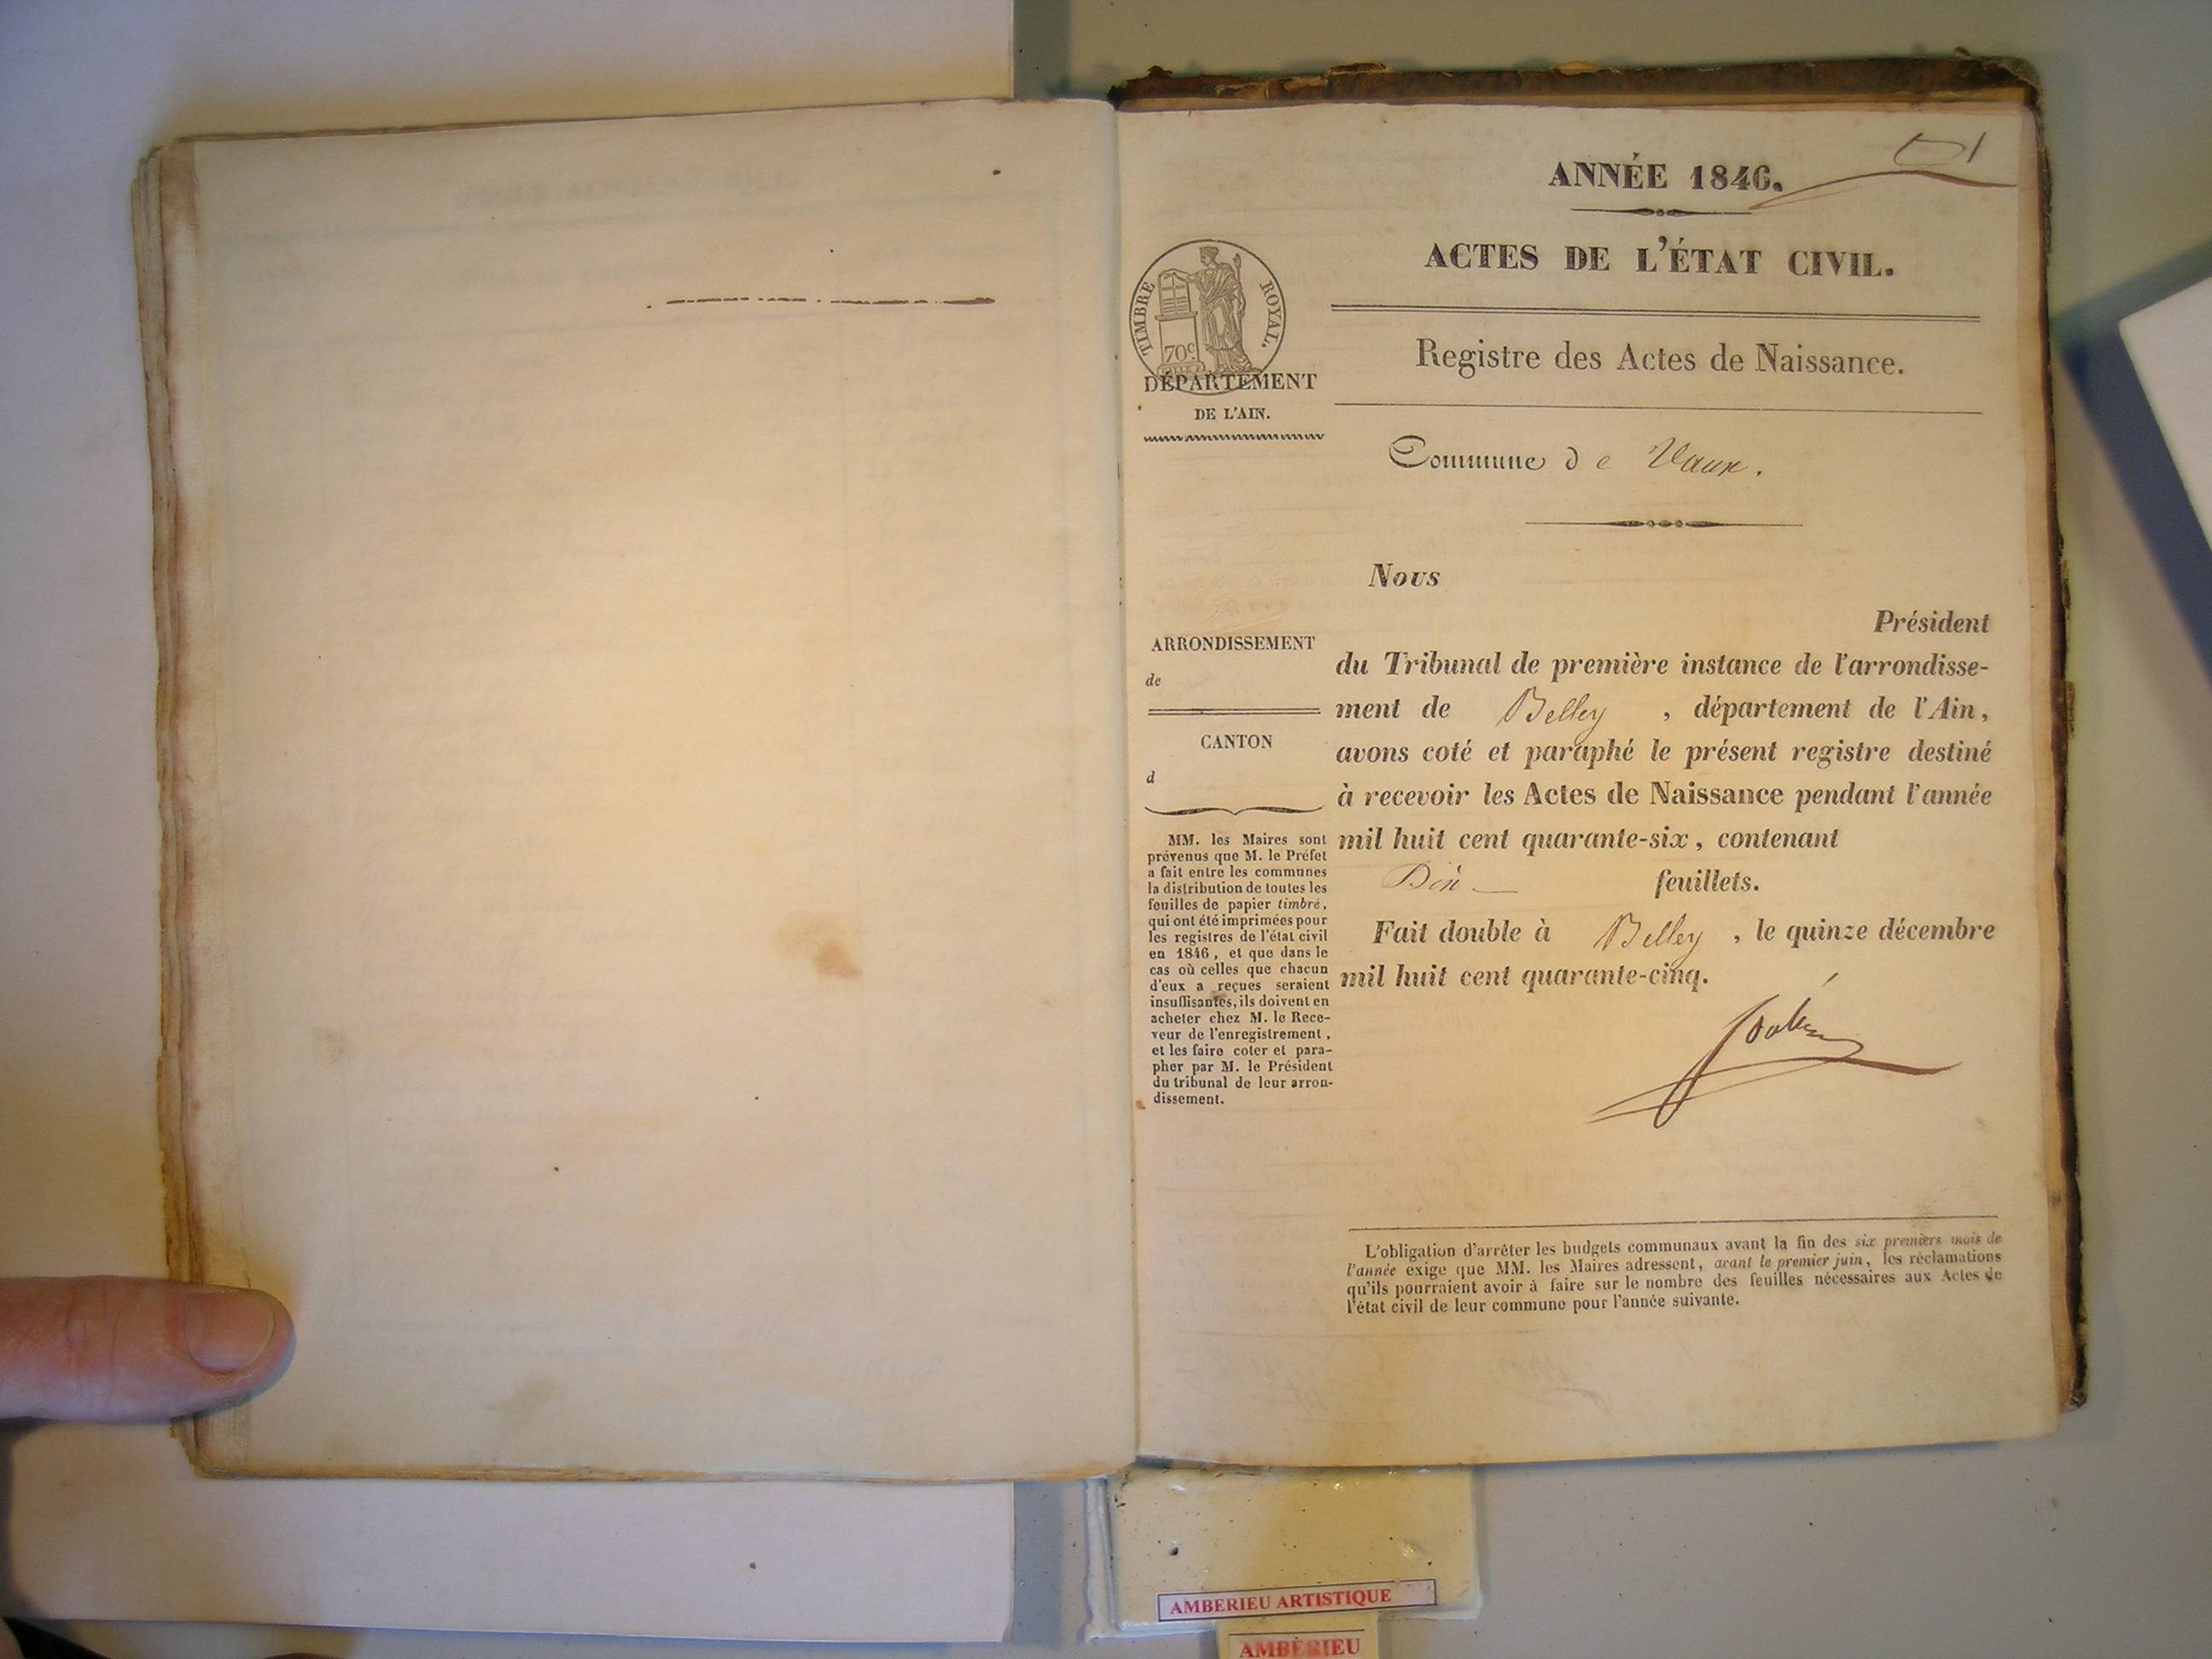 1
ANNÉE 1846.
ACTES DE L'ÉTAT CIVIL.
TIMBRE ROYAL.
70c
DÉPARTEMENT
DE L'AIN.
Registre des Actes de Naissance.
Commune de Vaux.
Nous
Président
ARRONDISSEMENT
de
CANTON
d
du Tribunal de première instance de l'arrondisse-
ment de Belley , département de l'Ain,
avons coté et paraphé le présent registre destiné
à recevoir les Actes de Naissance pendant l'année
mil huit cent quarante-six, contenant
feuillets.
Fait double à Belley , le quinze décembre
mil huit cent quarante-cinq.
MM. les Maires sont
prévenus que M. le Préfet
a fait entre les communes
la distribution de toutes les
feuilles de papier timbré,
qui ont été imprimées pour
les registres de l'état civil
en 1846, et que dans le
cas où celles que chacun
d'eux a reçues seraient
insuffisantes, ils doivent en
acheter chez M. le Rece-
veur de l'enregistrement,
et les faire coter et para-
pher par M. le Président
du tribunal de leur arron-
dissement.
L'obligation d'arrêter les budgets communaux avant la fin des six premiers mois de
l'année exige que MM. les Maires adressent, avant le premier juin, les réclamations
qu'ils pourraient avoir à faire sur le nombre des feuilles nécessaires aux Actes de
l'état civil de leur commune pour l'année suivante.
AMBERIEU ARTISTIQUE
AMBÉRIEU